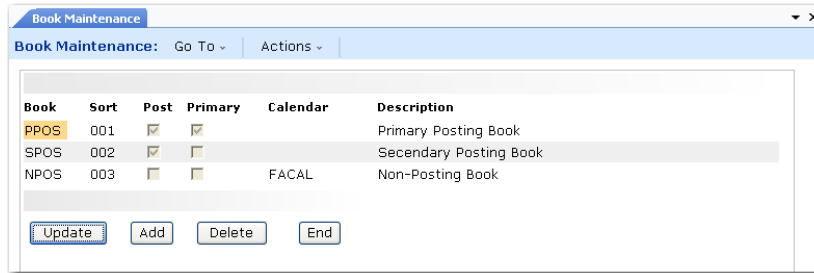 Book Maintenance
Book Maintenance: Go To Actions
Book Sort Post Primary Calendar Description
PPOS 001 Primary Posting Book
SPOS 002 Secendary Posting Book
NPOS 003 FACAL Non-Posting Book
Update Add Delete End